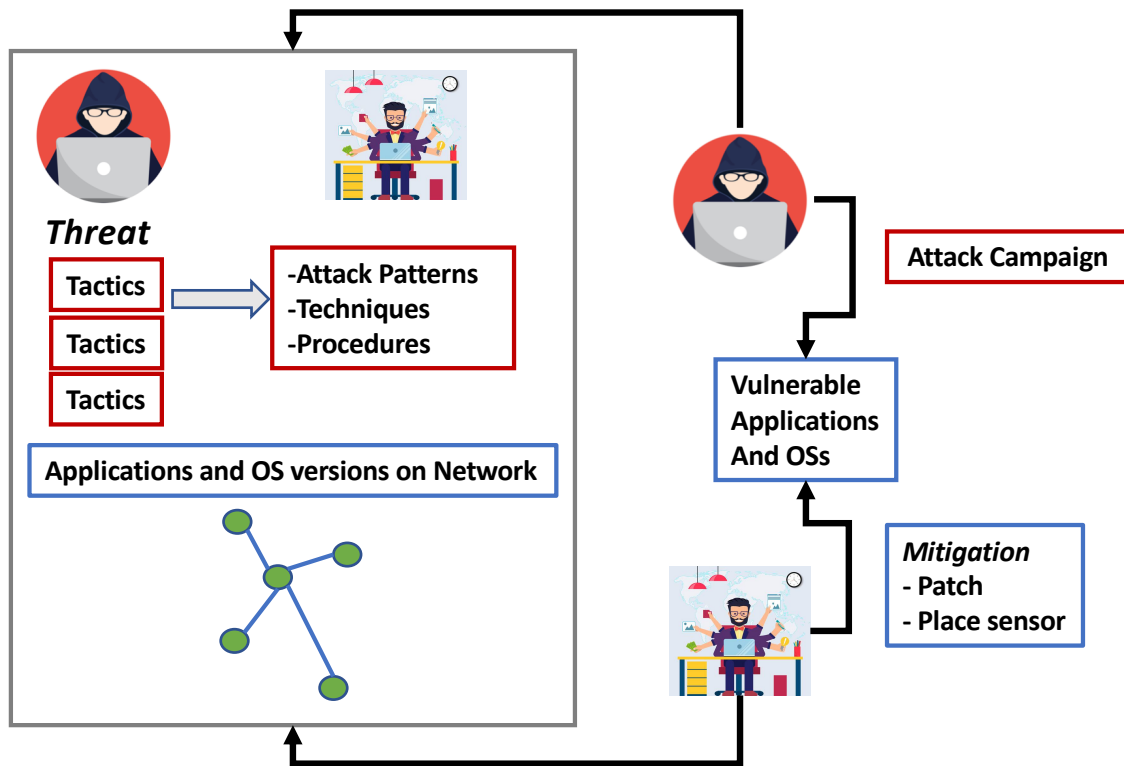 Threat
Tactics
Tactics
Tactics
-Attack Patterns
-Techniques
-Procedures
Applications and OS versions on Network
Attack Campaign
Vulnerable
Applications
And OSs
Mitigation
- Patch
- Place sensor